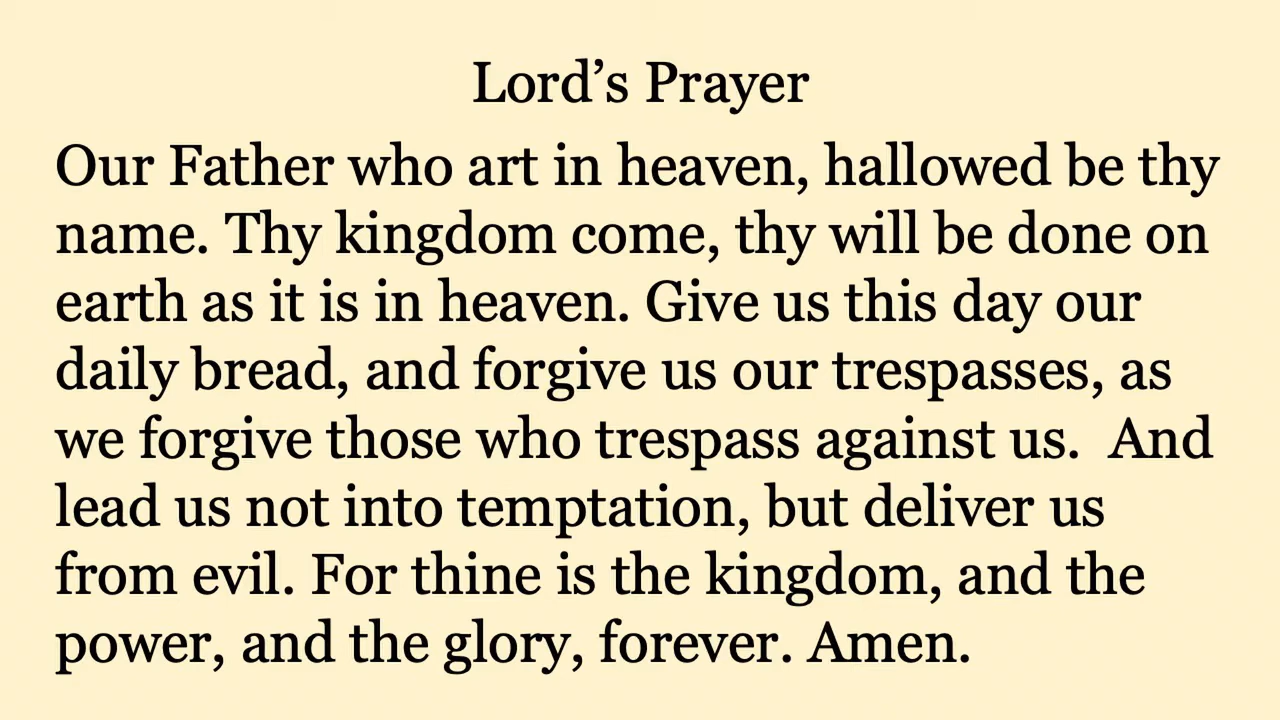 Lord’s Prayer
Our Father who art in heaven, hallowed be thy
name. Thy kingdom come, thy will be done on
earth as it is in heaven. Give us this day our
daily bread, and forgive us our trespasses, as
we forgive those who trespass against us.  And
lead us not into temptation, but deliver us
from evil. For thine is the kingdom, and the
power, and the glory, forever. Amen.